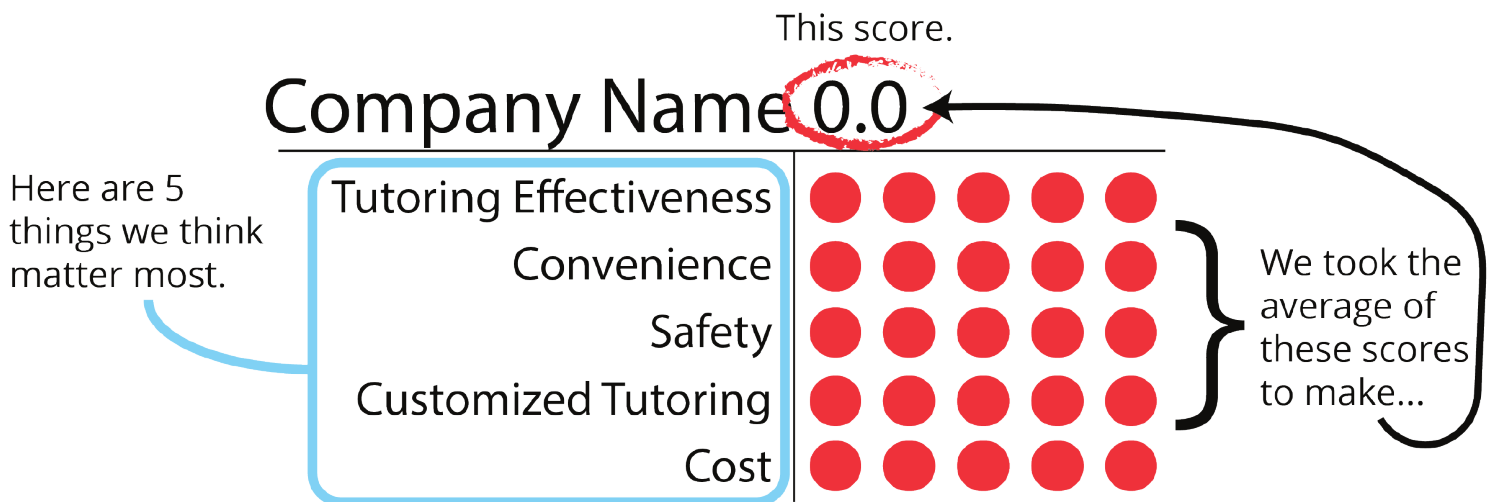 This score.
Company Name 0.0
Here are 5
things we think
matter most.
Tutoring Effectiveness
Convenience
Safety
Customized Tutoring
Cost
We took the
average of
these scores
to make...